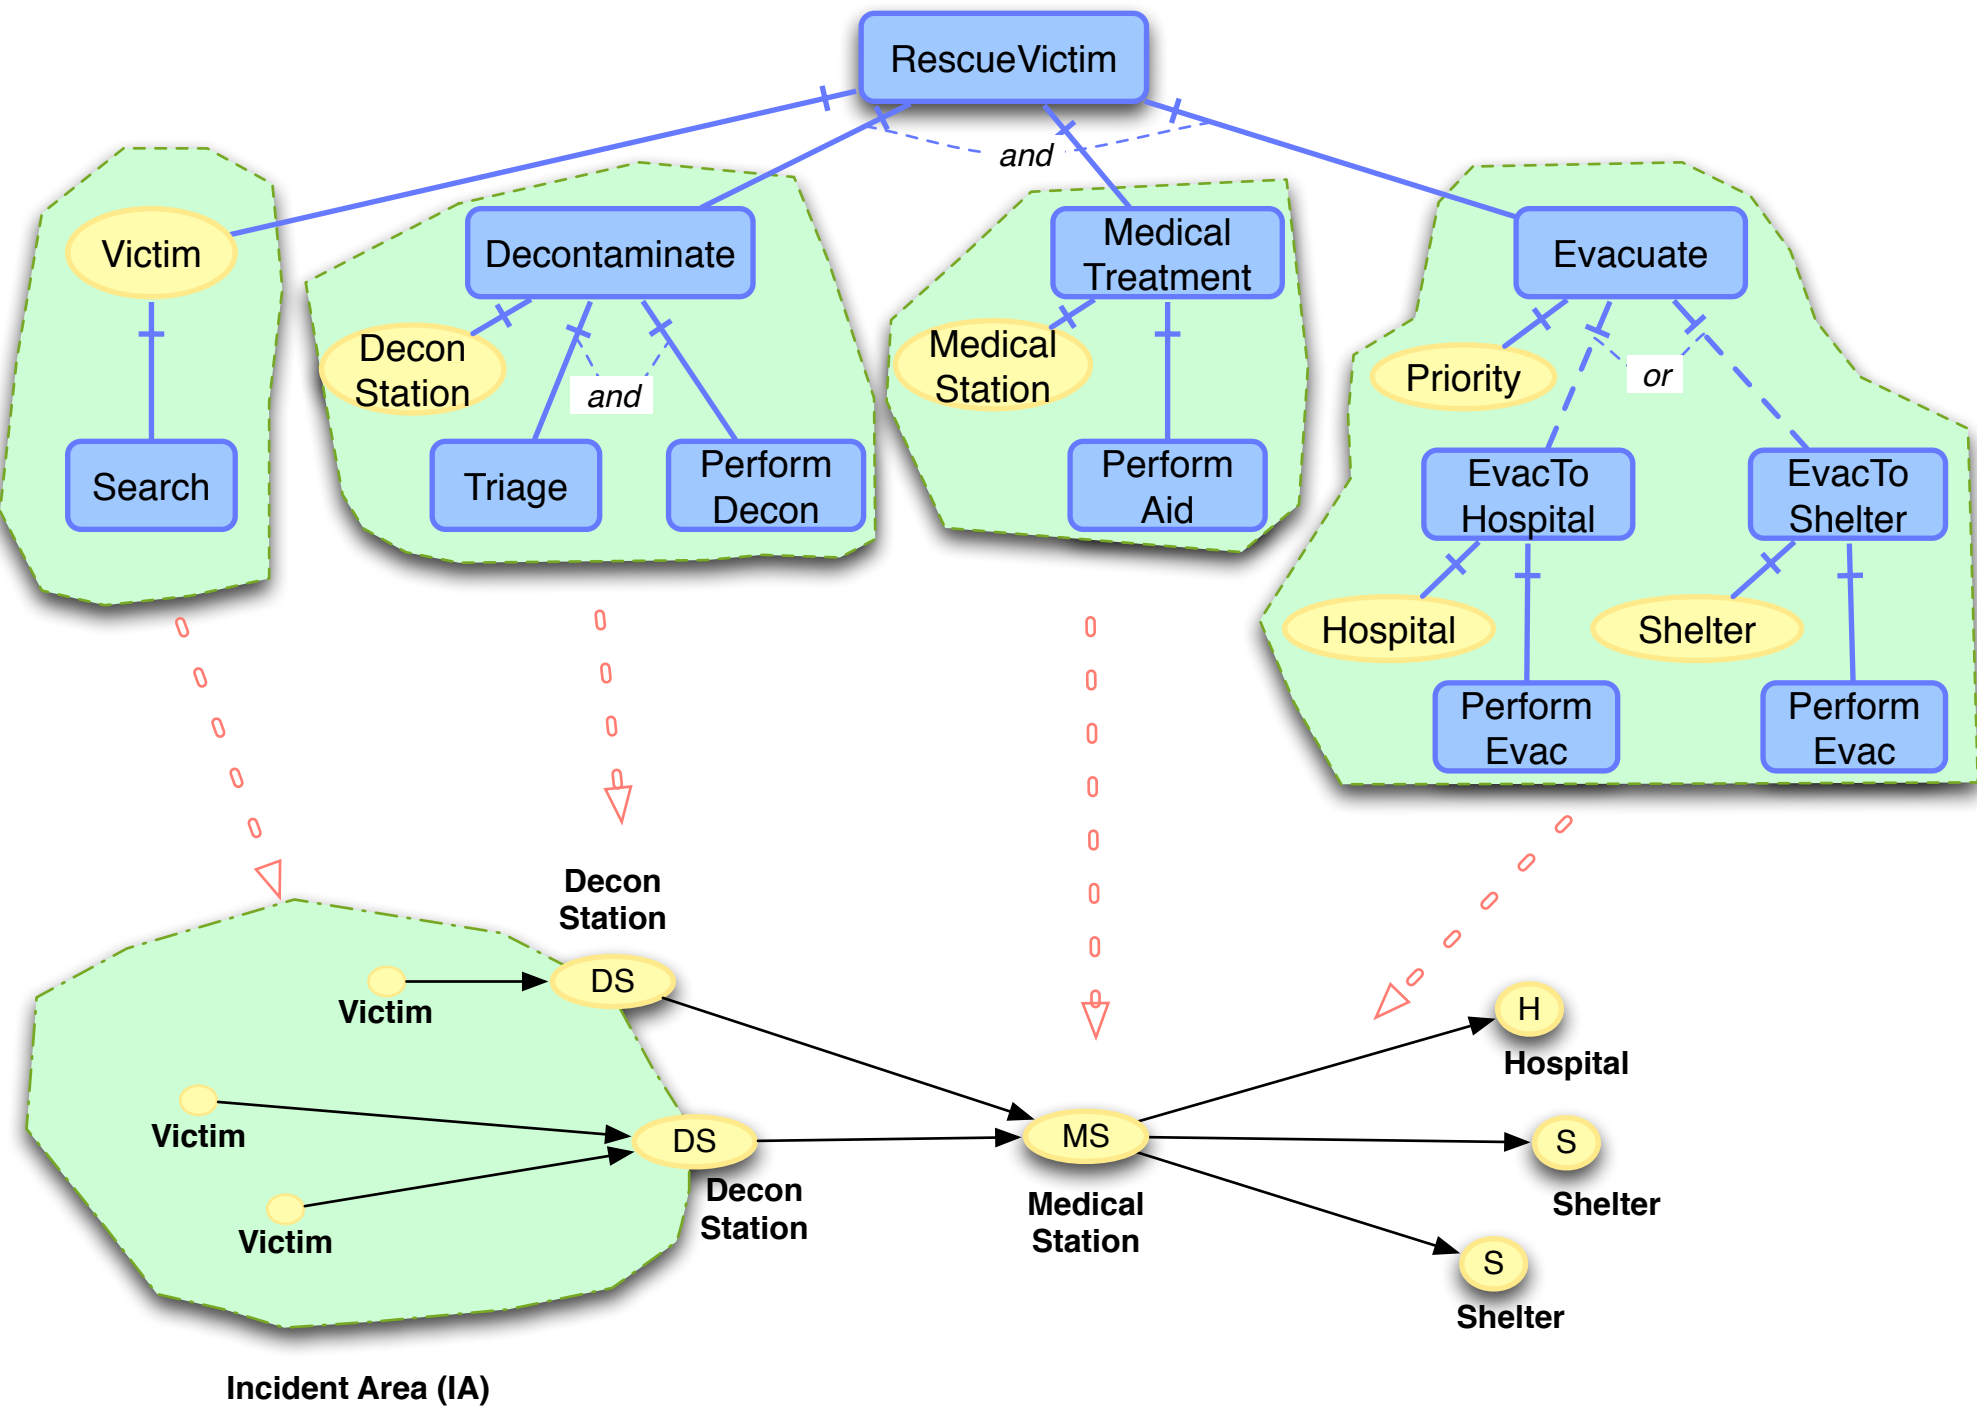 RescueVictim
and
Victim
Decontaminate
Medical
Treatment
Evacuate
Decon
Station
and
Medical
Station
Priority
or
Search
Triage
Perform
Decon
Perform
Aid
EvacTo
Hospital
EvacTo
Shelter
Hospital
Shelter
Perform
Evac
Perform
Evac
Decon
Station
DS
Victim
H
Hospital
Victim
DS
MS
S
Decon
Station
Medical
Station
Shelter
Victim
S
Shelter
Incident Area (IA)